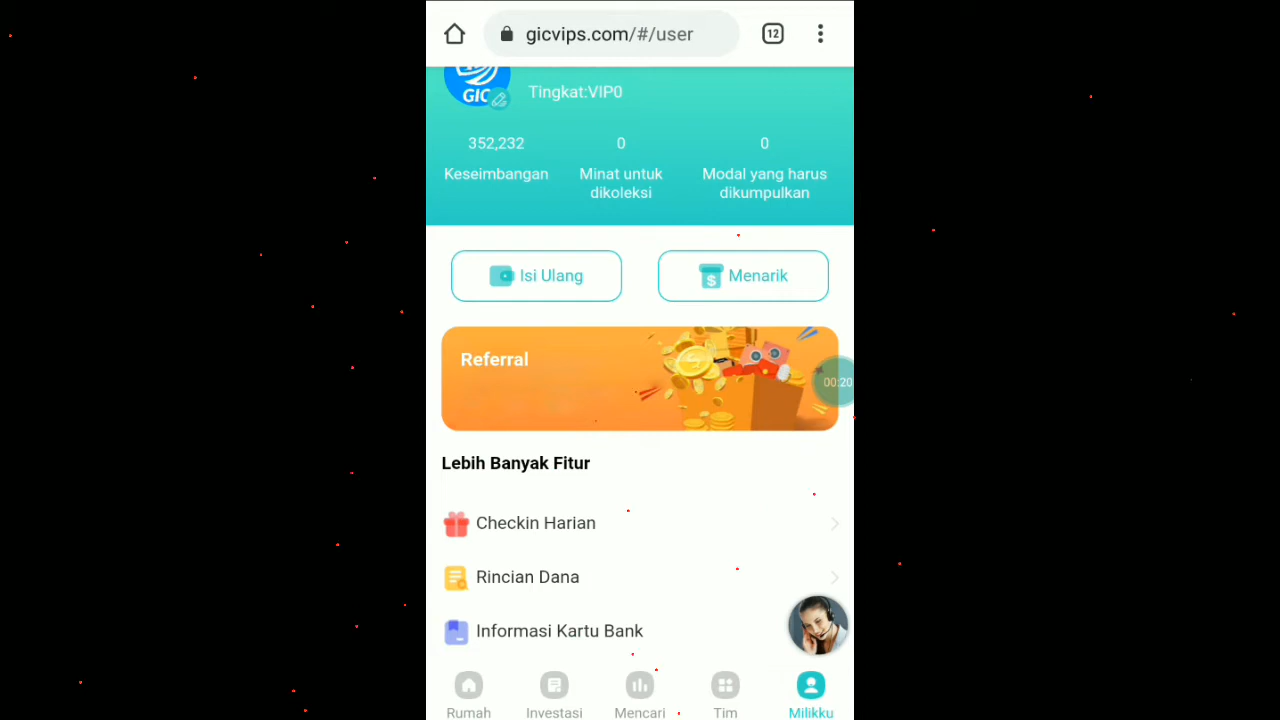 gicvips.com/#/user
12
GIC
Tingkat:VIP0
352,232
Keseimbangan
0
Minat untuk
dikoleksi
0
Modal yang harus
dikumpulkan
Isi Ulang
$ Menarik
Referral
00:20
Lebih Banyak Fitur
Checkin Harian
Rincian Dana
Informasi Kartu Bank
Rumah
Investasi
Mencari
Tim
Milikku